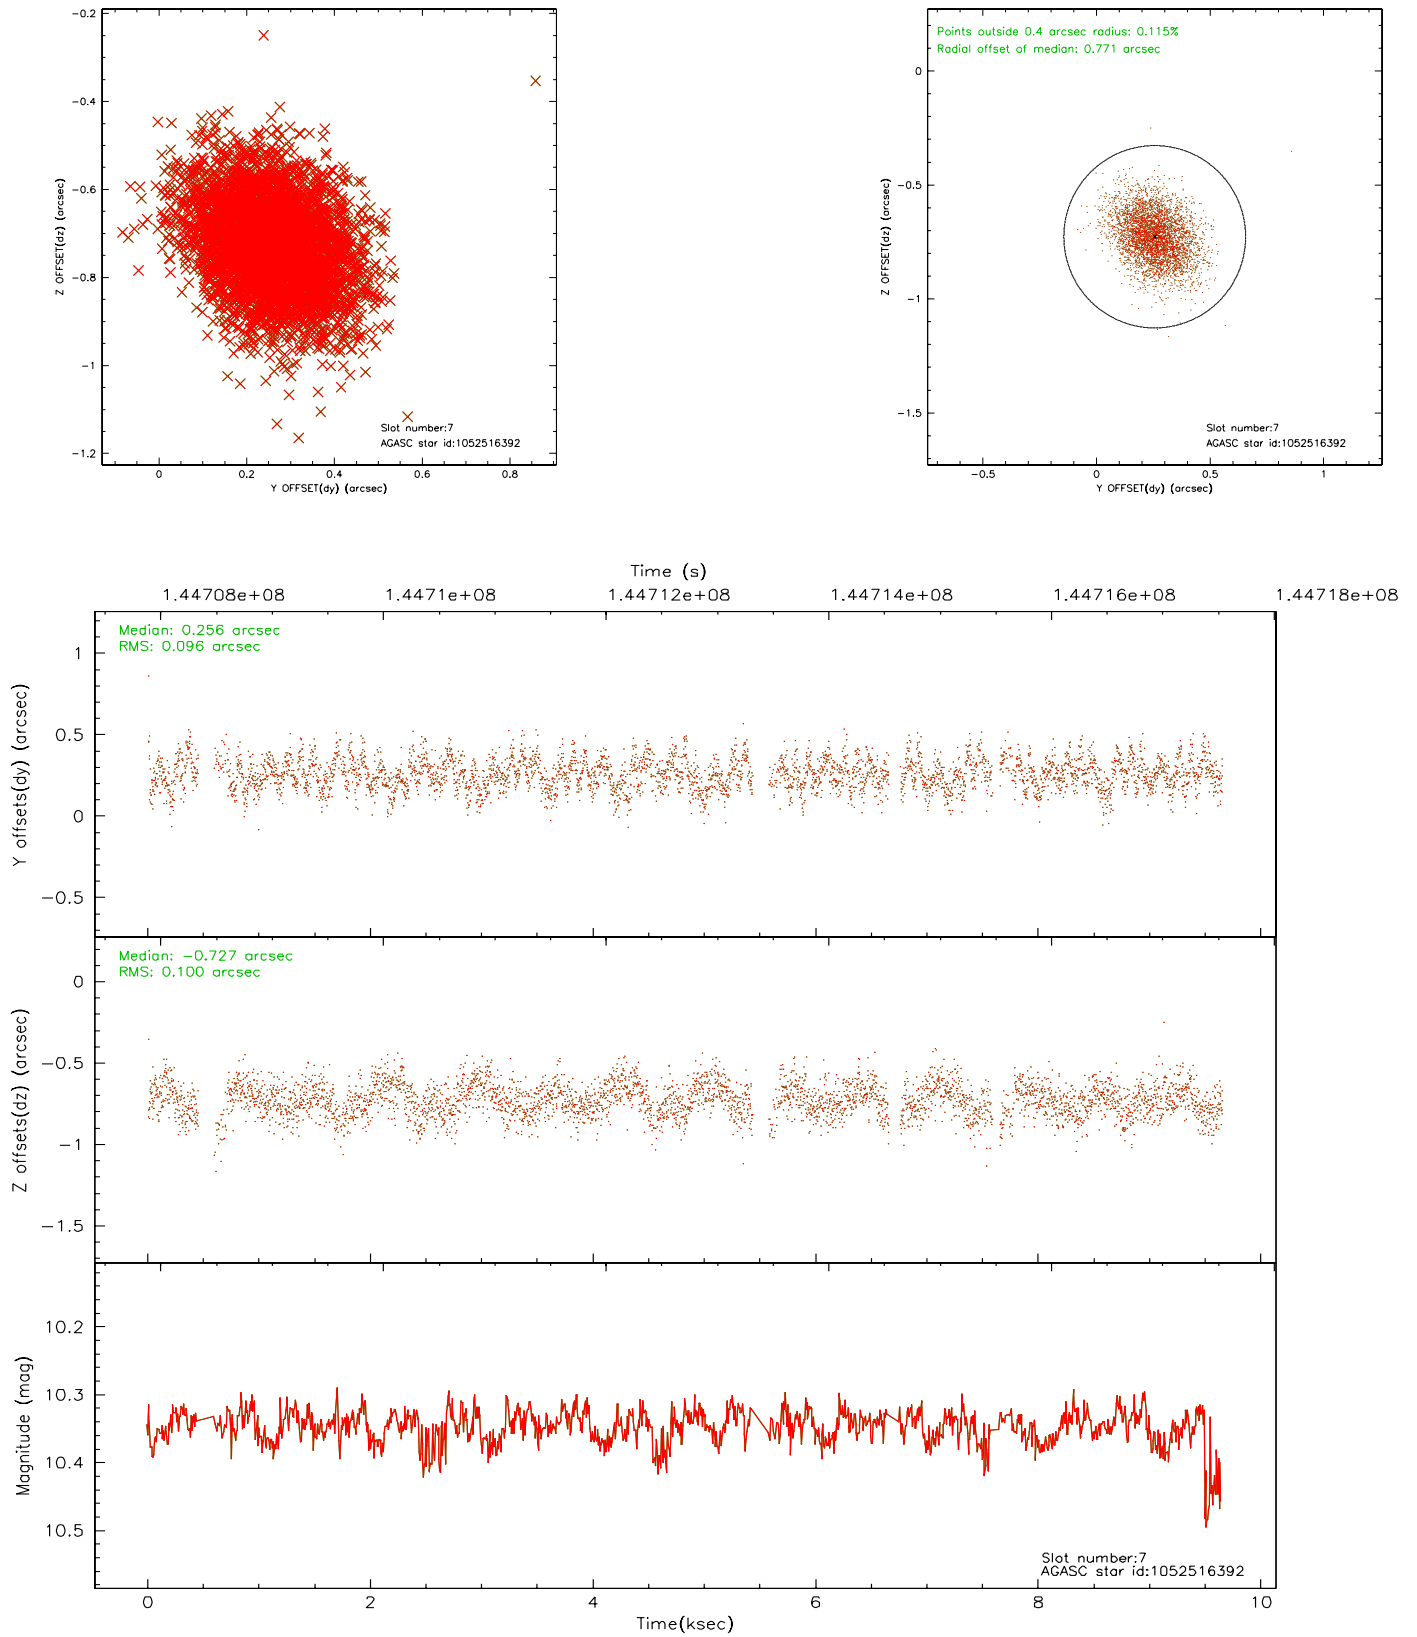 -0.2
-0.4
-0.6
-0.8
-1
-1.2
Z OFFSET(dz) (arcsec)
0
0.2
0.4
0.6
0.8
Y OFFSET(dy) (arcsec)
Slot number:7
AGASC star id:1052516392
Points outside 0.4 arcsec radius: 0.115%
Radial offset of median: 0.771 arcsec
0
-0.5
-1
-1.5
Z OFFSET(dz) (arcsec)
-0.5
0
0.5
1
Y OFFSET(dy) (arcsec)
Slot number:7
AGASC star id:1052516392
Time (s)
1.44708e+08
1.4471e+08
1.44712e+08
1.44714e+08
1.44716e+08
1.44718e+08
Median: 0.256 arcsec
RMS: 0.096 arcsec
1
0.5
0
-0.5
Y offsets(dy) (arcsec)
Median: -0.727 arcsec
RMS: 0.100 arcsec
0
-0.5
-1
-1.5
Z offsets(dz) (arcsec)
10.2
10.3
10.4
10.5
Magnitude (mag)
Slot number:7
AGASC star id:1052516392
0
2
4
6
8
10
Time(ksec)